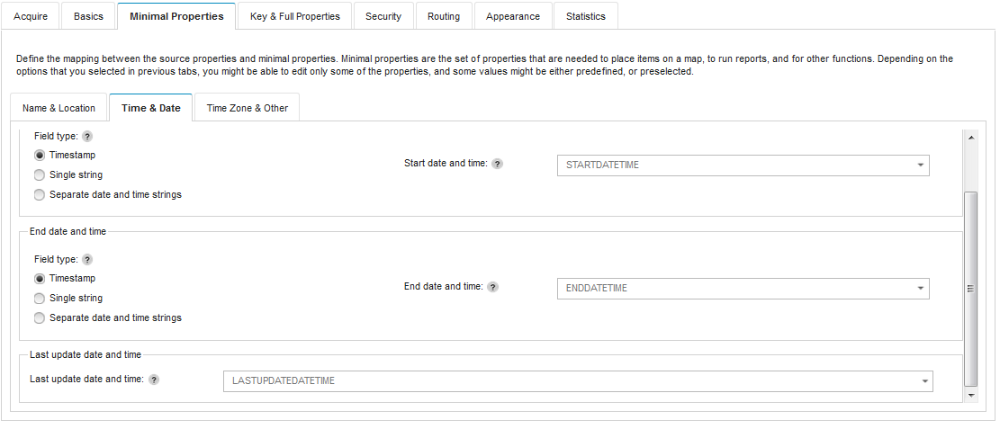 Acquire Basics Minimal Properties Key & Full Properties Security Routing Appearance Statistics
Define the mapping between the source properties and minimal properties. Minimal properties are the set of properties that are needed to place items on a map, to run reports, and for other functions. Depending on the
options that you selected in previous tabs, you might be able to edit only some of the properties, and some values might be either predefined, or preselected.
Name & Location Time & Date Time Zone & Other
Field type: ?
Timestamp
Start date and time: ? STARTDATETIME
Single string
Separate date and time strings
End date and time
Field type: ?
Timestamp
End date and time: ? ENDDATETIME
Single string
Separate date and time strings
Last update date and time
Last update date and time: ? LASTUPDATEDATETIME